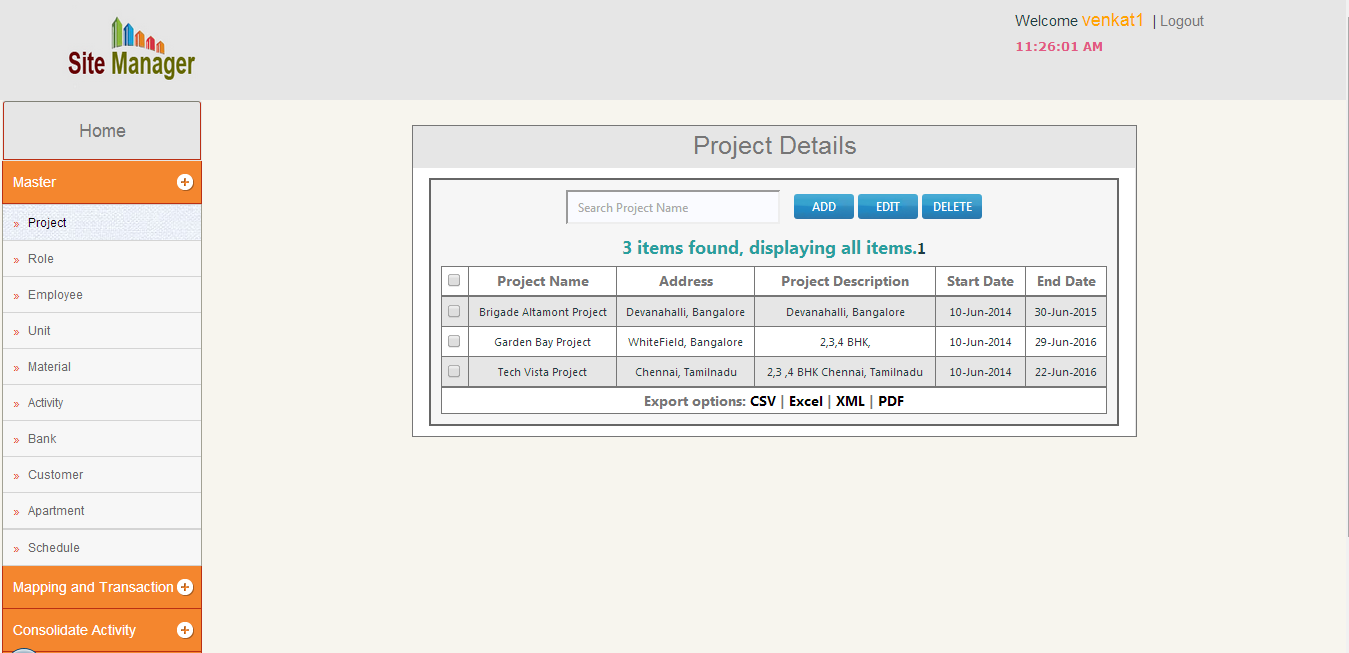 Site Manager
Welcome venkat1 | Logout
11:26:01 AM
Home
Master
» Project
» Role
» Employee
» Unit
» Material
» Activity
» Bank
» Customer
» Apartment
» Schedule
Mapping and Transaction
Consolidate Activity
Project Details
Search Project Name ADD EDIT DELETE
3 items found, displaying all items.1
Project Name Address Project Description Start Date End Date
Brigade Altamont Project Devanahalli, Bangalore Devanahalli, Bangalore 10-Jun-2014 30-Jun-2015
Garden Bay Project WhiteField, Bangalore 2,3,4 BHK, 10-Jun-2014 29-Jun-2016
Tech Vista Project Chennai, Tamilnadu 2,3 ,4 BHK Chennai, Tamilnadu 10-Jun-2014 22-Jun-2016
Export options: CSV | Excel | XML | PDF